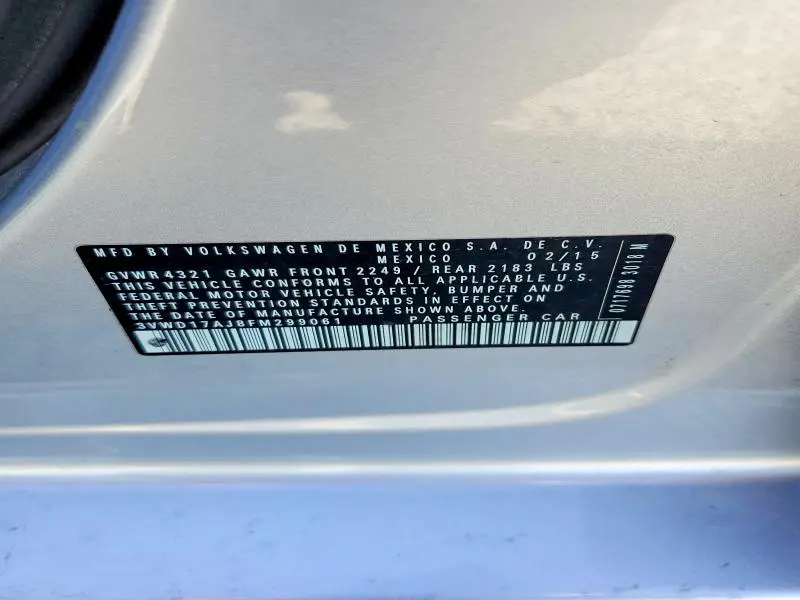 MFD BY VOLKSWAGEN DE MEXICO S.A. DE C.V.
MEXICO 02/15
GVWR 4321 GAWR FRONT 2249 / REAR 2183 LBS
THIS VEHICLE CONFORMS TO ALL APPLICABLE U.S.
FEDERAL MOTOR VEHICLE SAFETY, BUMPER AND
THEFT PREVENTION STANDARDS IN EFFECT ON
THE DATE OF MANUFACTURE SHOWN ABOVE.
3VWD17AJ8FM299061 PASSENGER CAR
0717698 3018 M